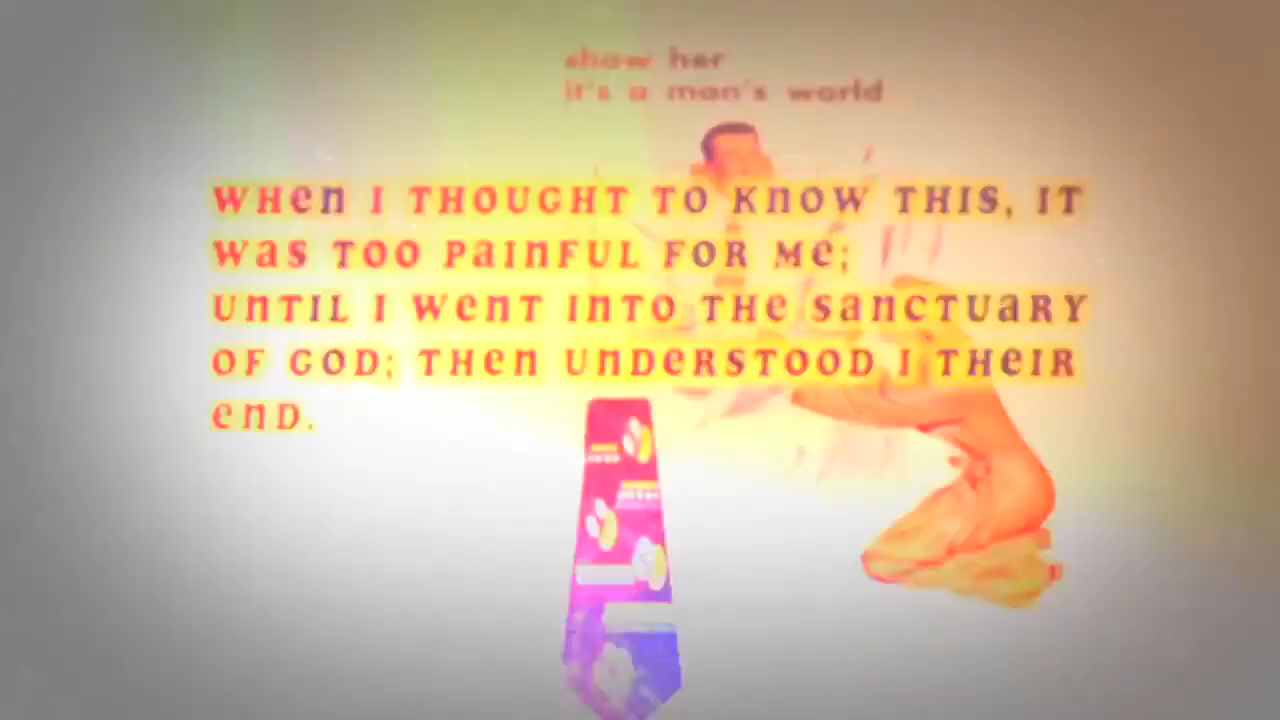 show her
it's a man's world
WHEN I THOUGHT TO KNOW THIS, IT
WAS TOO PAINFUL FOR ME;
UNTIL I WENT INTO THE SANCTUARY
OF GOD; THEN UNDERSTOOD I THEIR
END.